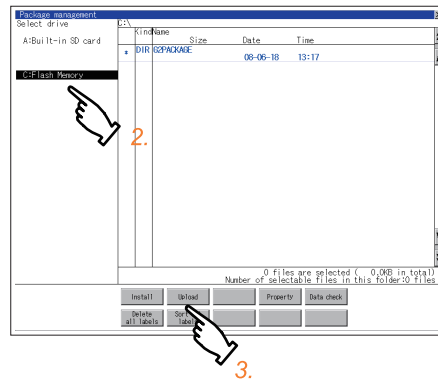 Package management
Select drive
A:Built-in SD card
C:Flash Memory
C:\
Kind Name
Size Date Time
* DIR G2PACKAGE
08-06-18 13:17
2.
0 files are selected ( 0.0KB in total)
Number of selectable files in this folder:0 files
Install Upload Property Data check
Delete all labels
Sort
label
3.